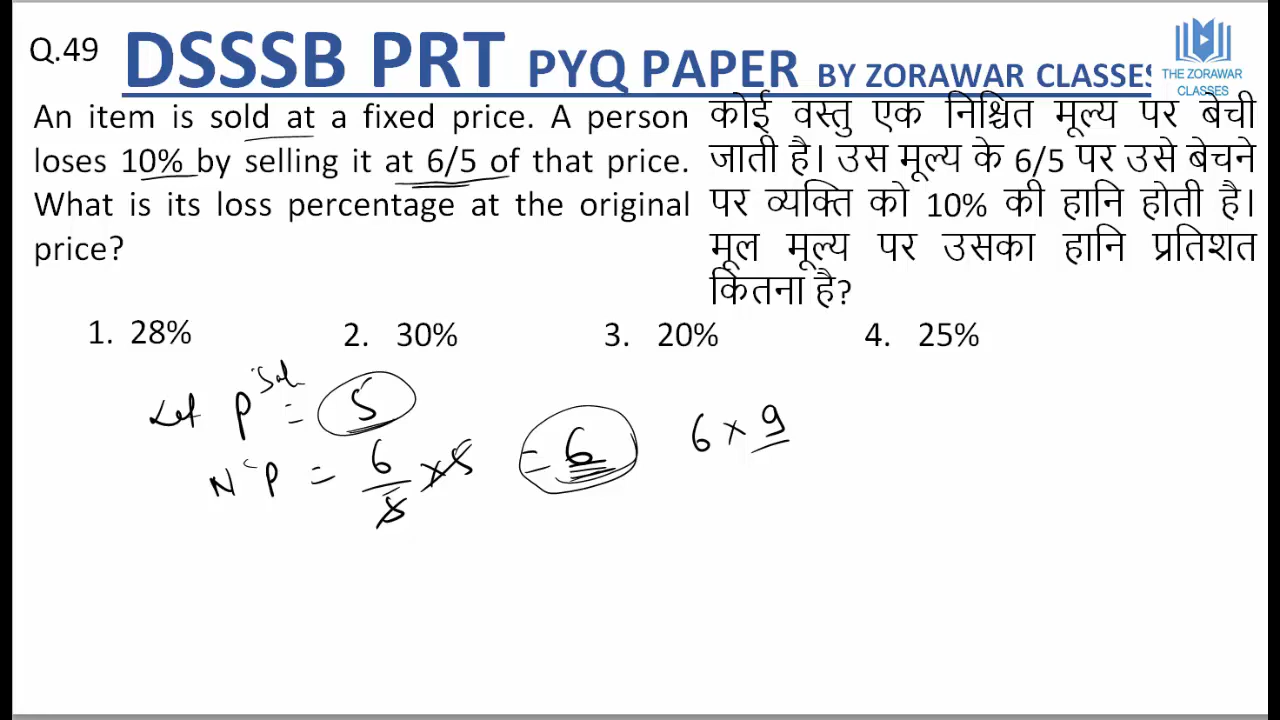 Q.49 DSSSB PRT PYQ PAPER BY ZORAWAR CLASSES
THE ZORAWAR
CLASSES
An item is sold at a fixed price. A person
loses 10% by selling it at 6/5 of that price.
What is its loss percentage at the original
price?
कोई वस्तु एक निश्चित मूल्य पर बेची
जाती है। उस मूल्य के 6/5 पर उसे बेचने
पर व्यक्ति को 10% की हानि होती है।
मूल मूल्य पर उसका हानि प्रतिशत
कितना है?
1. 28% 2. 30% 3. 20% 4. 25%
Let P = 5
N P = 6/5 × 5 = 6 6 × 9